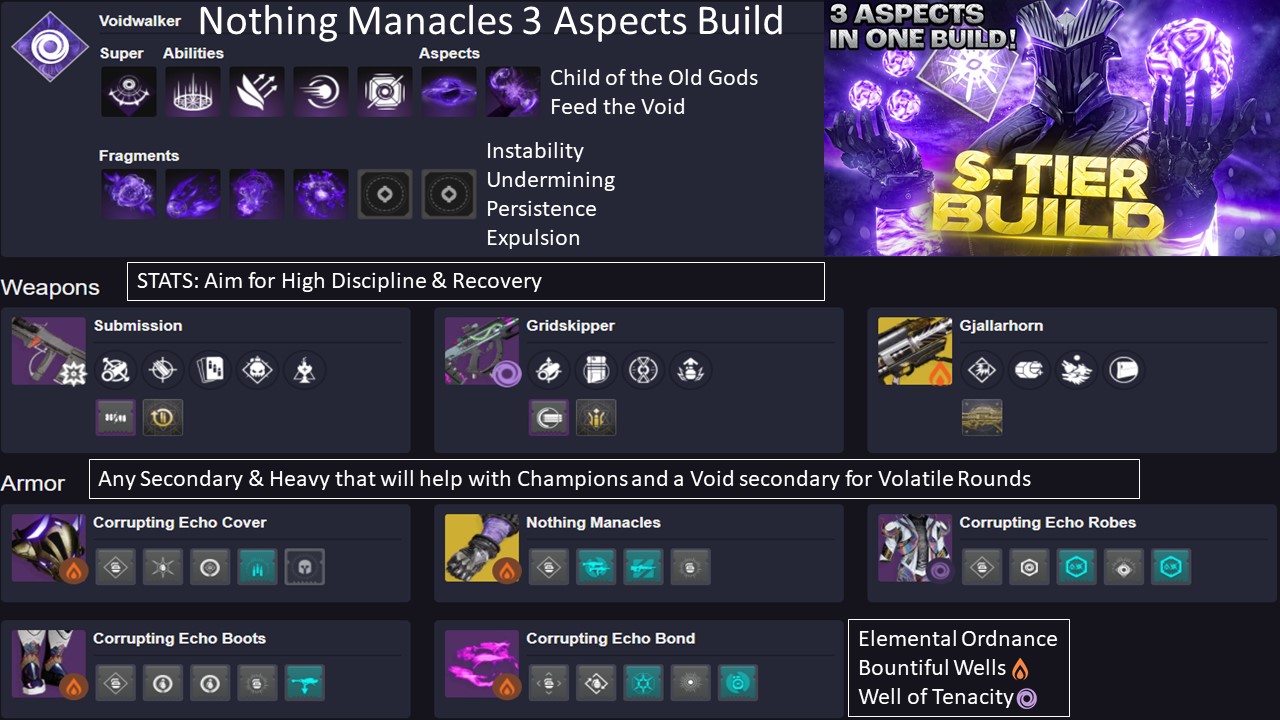 Nothing Manacles 3 Aspects Build
Voidwalker
Super Abilities Aspects
Child of the Old Gods
Feed the Void
Fragments
Instability
Undermining
Persistence
Expulsion
3 ASPECTS
IN ONE BUILD!
S-TIER
BUILD
STATS: Aim for High Discipline & Recovery
Weapons
Submission
Gridskipper
Gjallarhorn
Any Secondary & Heavy that will help with Champions and a Void secondary for Volatile Rounds
Armor
Corrupting Echo Cover
Nothing Manacles
Corrupting Echo Robes
Corrupting Echo Boots
Corrupting Echo Bond
Elemental Ordnance
Bountiful Wells
Well of Tenacity